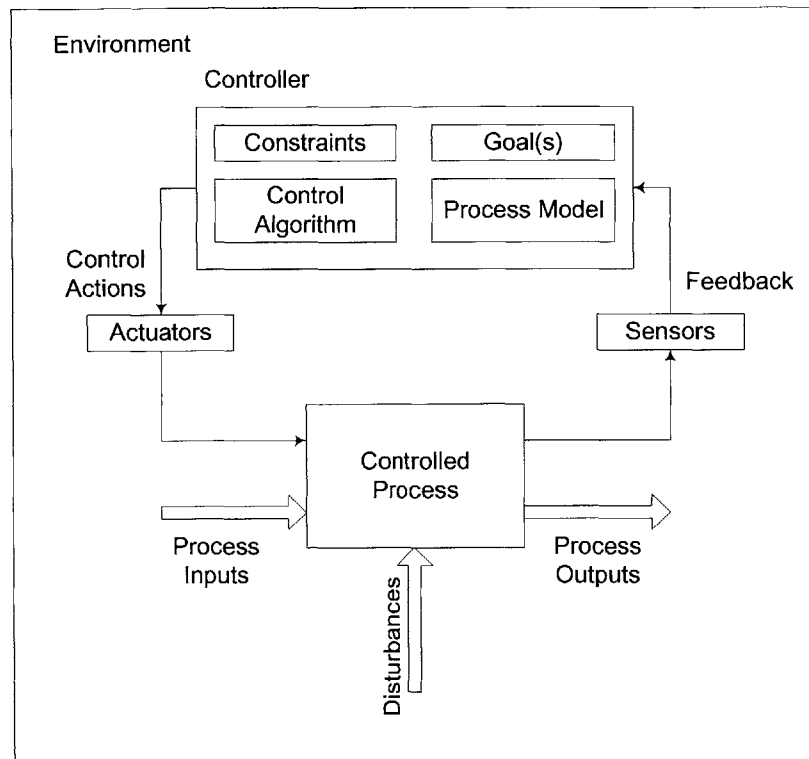 Environment
Controller
Constraints
Goal(s)
Control
Algorithm
Process Model
Control
Actions
Feedback
Actuators
Sensors
Controlled
Process
Process
Inputs
Process
Outputs
Disturbances